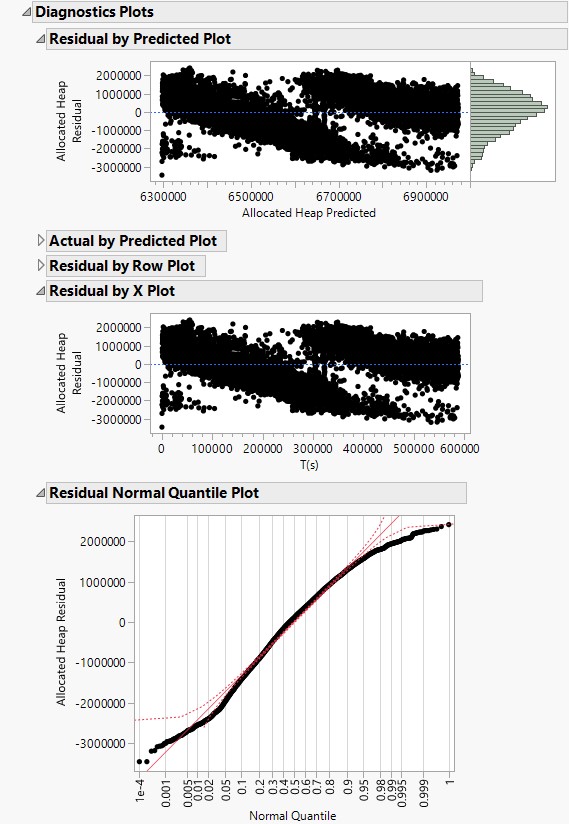 Diagnostics Plots
Residual by Predicted Plot
Allocated Heap
Residual
2000000
1000000
0
-1000000
-2000000
-3000000
6300000 6500000 6700000 6900000
Allocated Heap Predicted
Actual by Predicted Plot
Residual by Row Plot
Residual by X Plot
Allocated Heap
Residual
2000000
1000000
0
-1000000
-2000000
-3000000
0 100000 200000 300000 400000 500000 600000
T(s)
Residual Normal Quantile Plot
Allocated Heap Residual
2000000
1000000
0
-1000000
-2000000
-3000000
1e-4 0.001 0.005 0.01 0.02 0.05 0.1 0.2 0.3 0.4 0.5 0.6 0.7 0.8 0.9 0.95 0.98 0.99 0.995 0.999 1
Normal Quantile